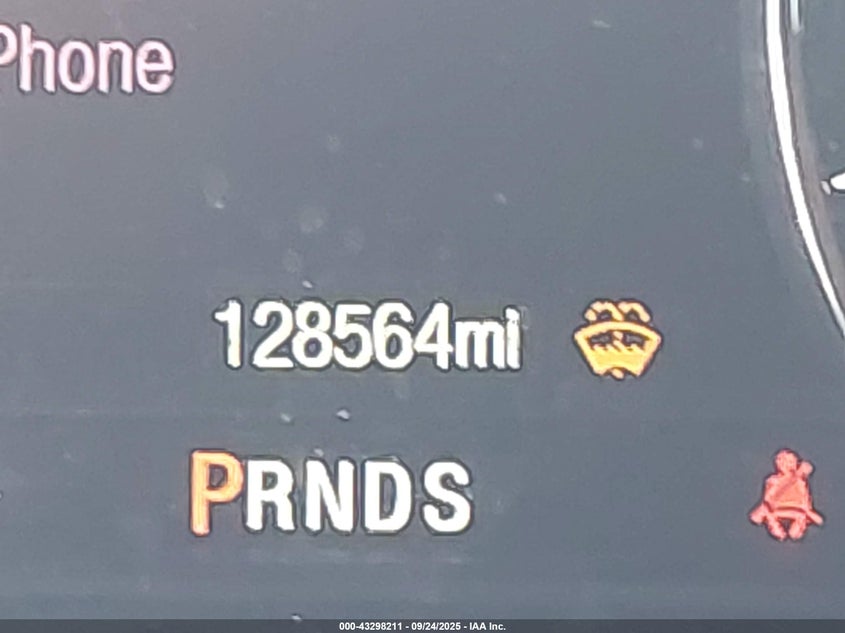 Phone
128564mi
PRNDS
000-43298211 - 09/24/2025 - IAA Inc.